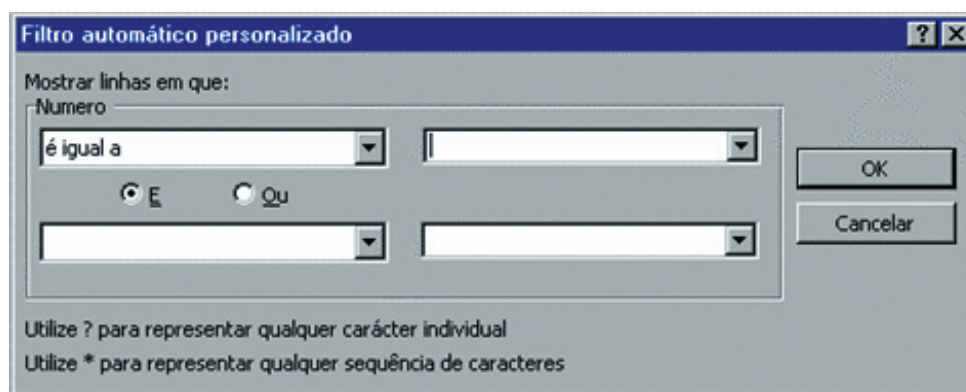 Filtro automático personalizado
Mostrar linhas em que:
Numero
é igual a
E Ou
OK
Cancelar
Utilize ? para representar qualquer carácter individual
Utilize * para representar qualquer sequência de caracteres